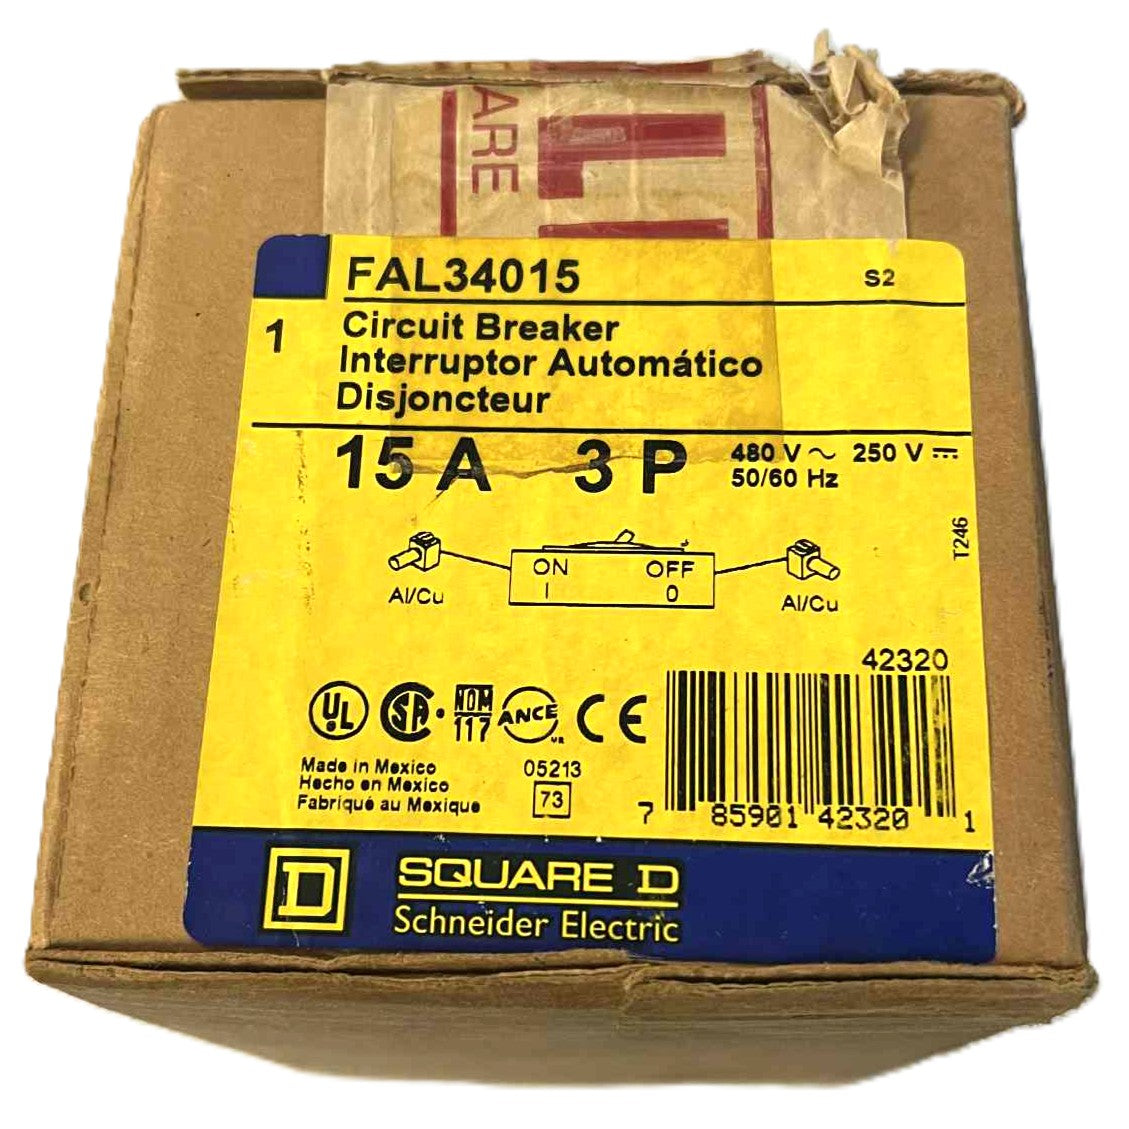 ARE
FAL34015
S2
1
Circuit Breaker
Interruptor Automático
Disjoncteur
15 A 3 P 480 V ~ 250 V ⎓
50/60 Hz
T246
ON OFF
I 0
Al/Cu Al/Cu
42320
UL SA NOM 117 ANCE CE
Made in Mexico
Hecho en Mexico
Fabriqué au Mexique
05213
73
7 85901 42320 1
D SQUARE D
Schneider Electric